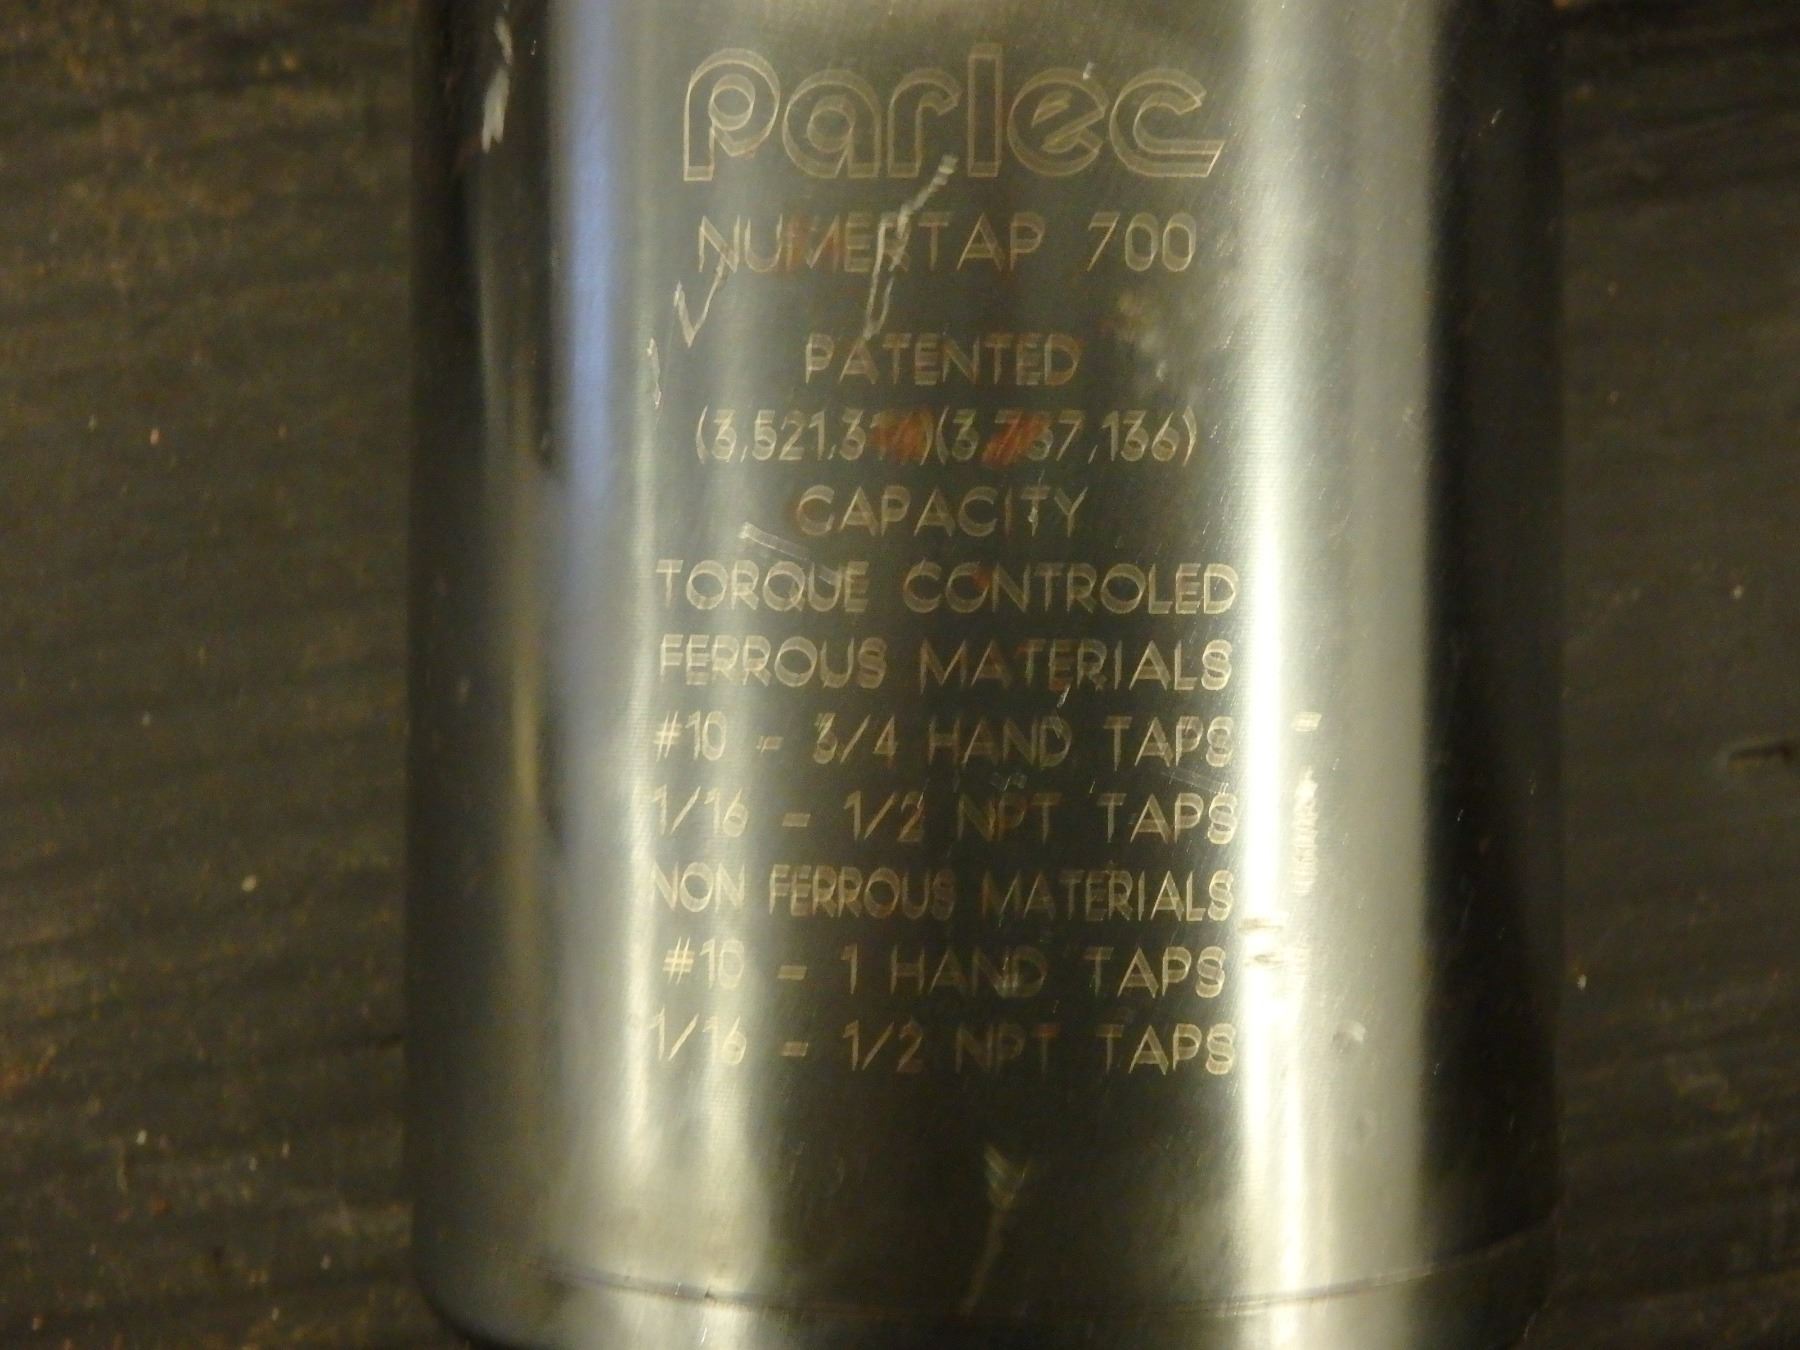 Parlec
NUMERTAP 700
PATENTED
CAPACITY
TORQUE CONTROLED
FERROUS MATERIALS
#10 - 3/4 HAND TAPS
1/16 - 1/2 NPT TAPS
NON FERROUS MATERIALS
#10 - 1 HAND TAPS
1/16 - 1/2 NPT TAPS